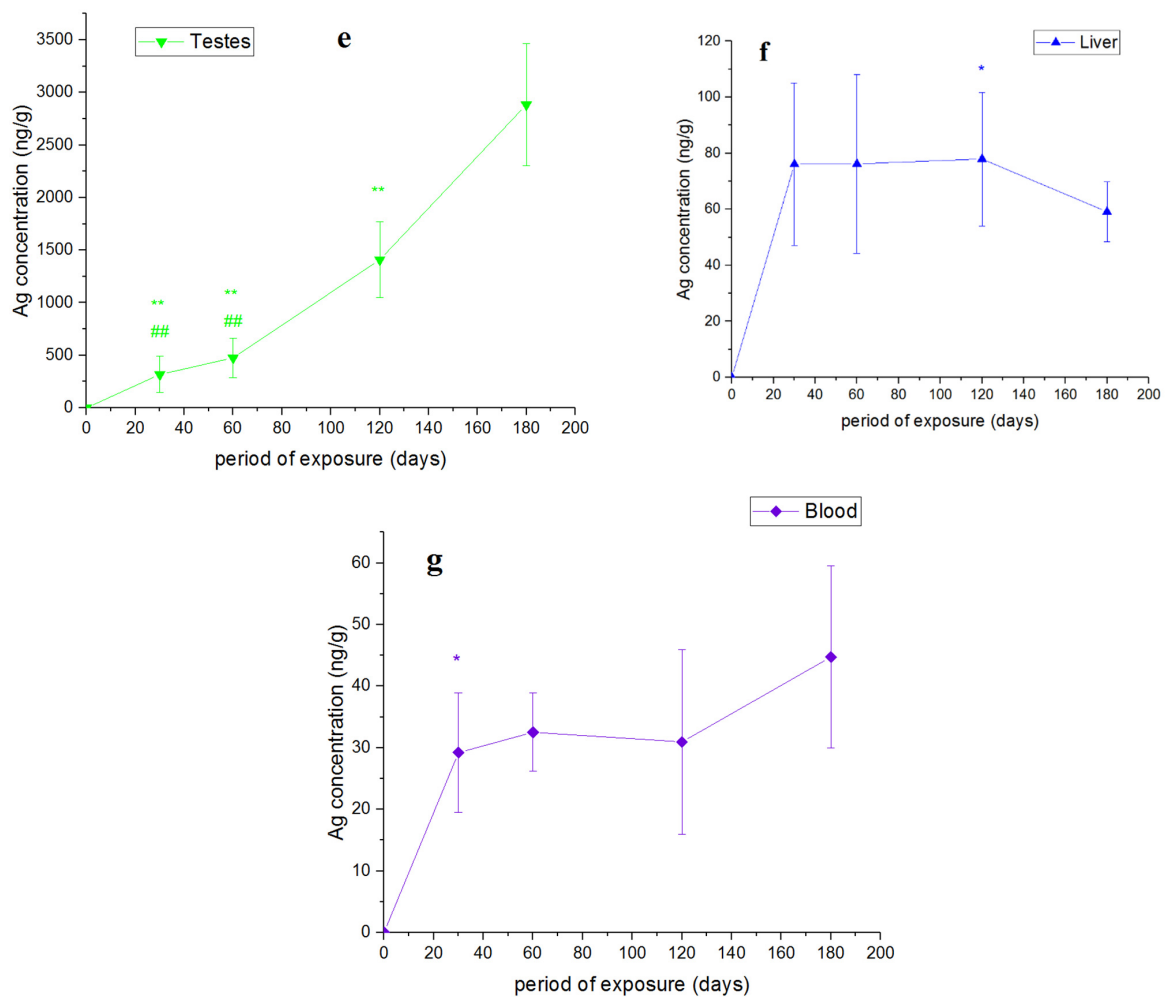 e
Testes
Ag concentration (ng/g)
3500
3000
2500
2000
1500
1000
500
0
**
##
**
##
**
0 20 40 60 80 100 120 140 160 180 200
period of exposure (days)
f
Liver
Ag concentration (ng/g)
120
100
80
60
40
20
0
*
0 20 40 60 80 100 120 140 160 180 200
period of exposure (days)
g
Blood
Ag concentration (ng/g)
60
50
40
30
20
10
0
*
0 20 40 60 80 100 120 140 160 180 200
period of exposure (days)